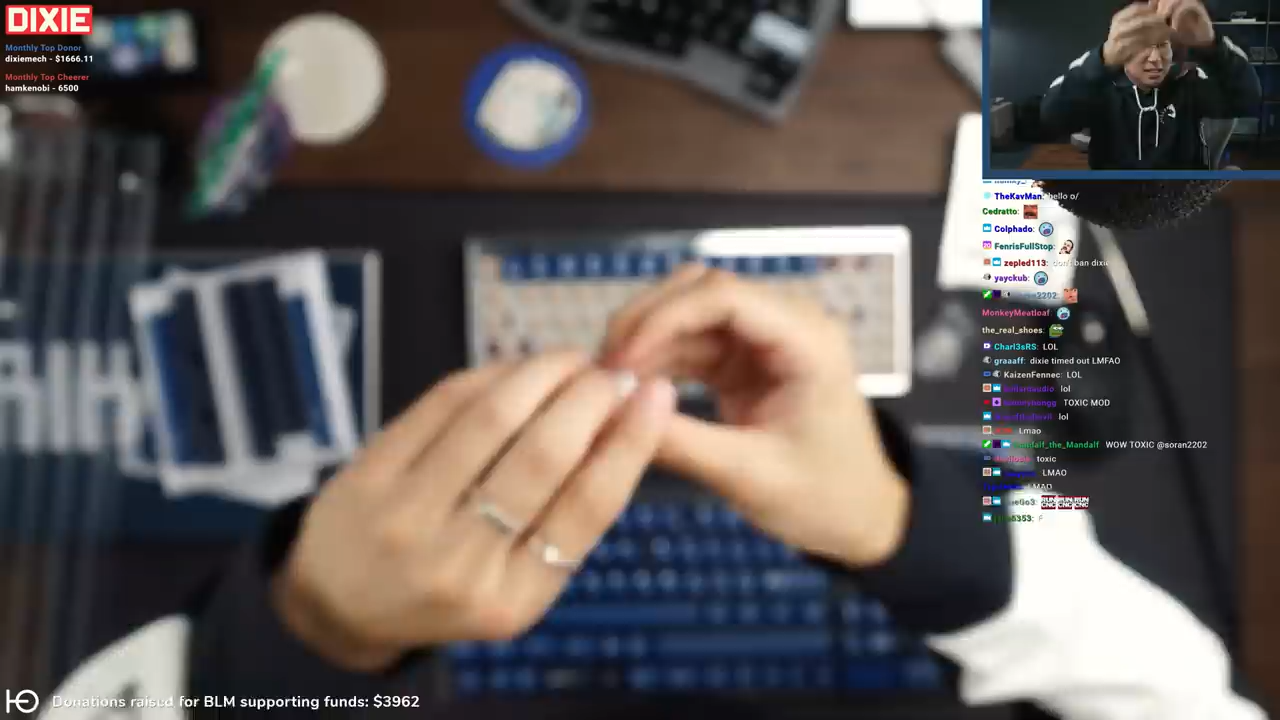 DIXIE
Monthly Top Donor
dixiemech - $1666.11
Monthly Top Cheerer
hamkenobi - 6500
TheKavMan: hello o/
Cedratto:
Colphado:
FenrisFullStop:
zepled113: don't ban dixie
yayckub:
MonkeyMeatloaf:
the_real_shoes:
Charl3sRS: LOL
graaaff: dixie timed out LMFAO
KaizenFennec: LOL
lol
TOXIC MOD
lol
Lmao
Gandalf_the_Mandalf WOW TOXIC @soran2202
toxic
LMAO
LMAO
F
Donations raised for BLM supporting funds: $3962